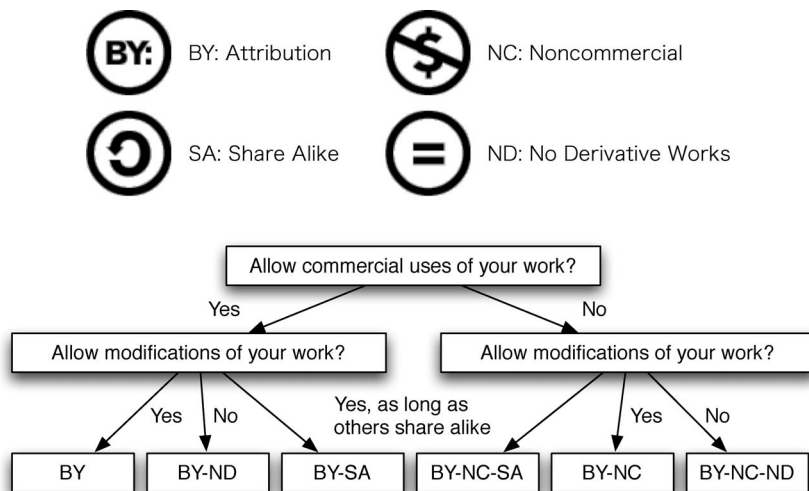 BY: BY: Attribution
$ NC: Noncommercial
SA: Share Alike
= ND: No Derivative Works
Allow commercial uses of your work?
Yes No
Allow modifications of your work? Allow modifications of your work?
Yes No Yes, as long as
others share alike Yes No
BY BY-ND BY-SA BY-NC-SA BY-NC BY-NC-ND